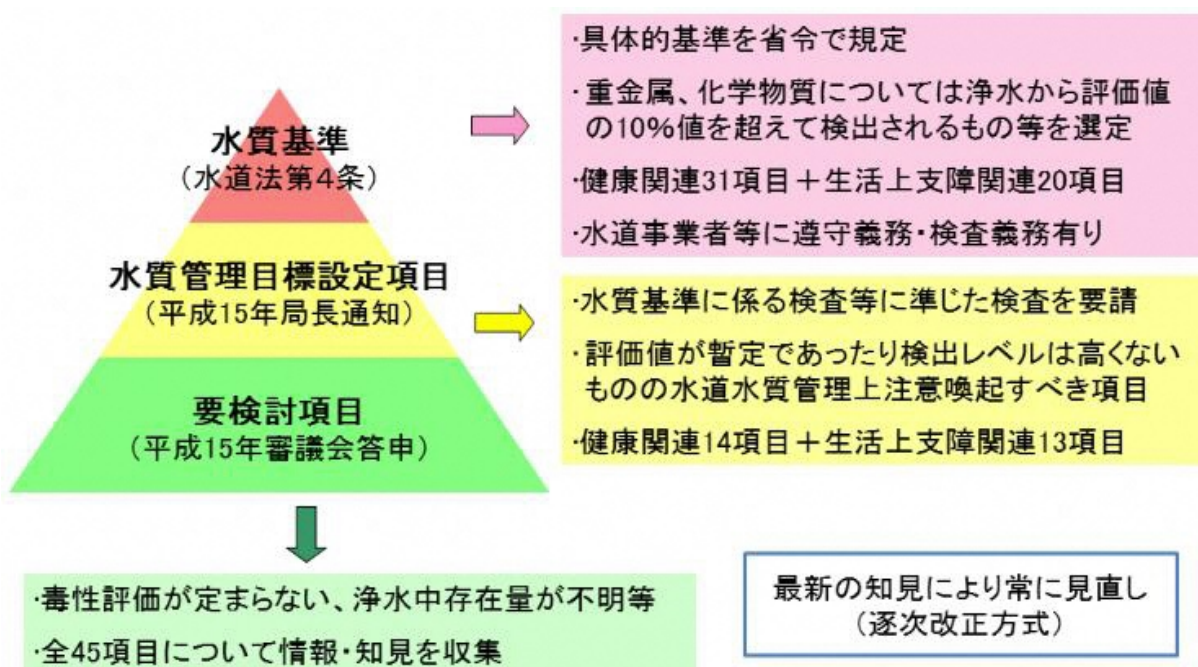 水質基準
（水道法第4条）
・具体的基準を省令で規定
・重金属、化学物質については浄水から評価値
の10％値を超えて検出されるもの等を選定
・健康関連31項目＋生活上支障関連20項目
・水道事業者等に遵守義務・検査義務有り
水質管理目標設定項目
（平成15年局長通知）
・水質基準に係る検査等に準じた検査を要請
・評価値が暫定であったり検出レベルは高くない
ものの水道水質管理上注意喚起すべき項目
・健康関連14項目＋生活上支障関連13項目
要検討項目
（平成15年審議会答申）
・毒性評価が定まらない、浄水中存在量が不明等
・全45項目について情報・知見を収集
最新の知見により常に見直し
（逐次改正方式）